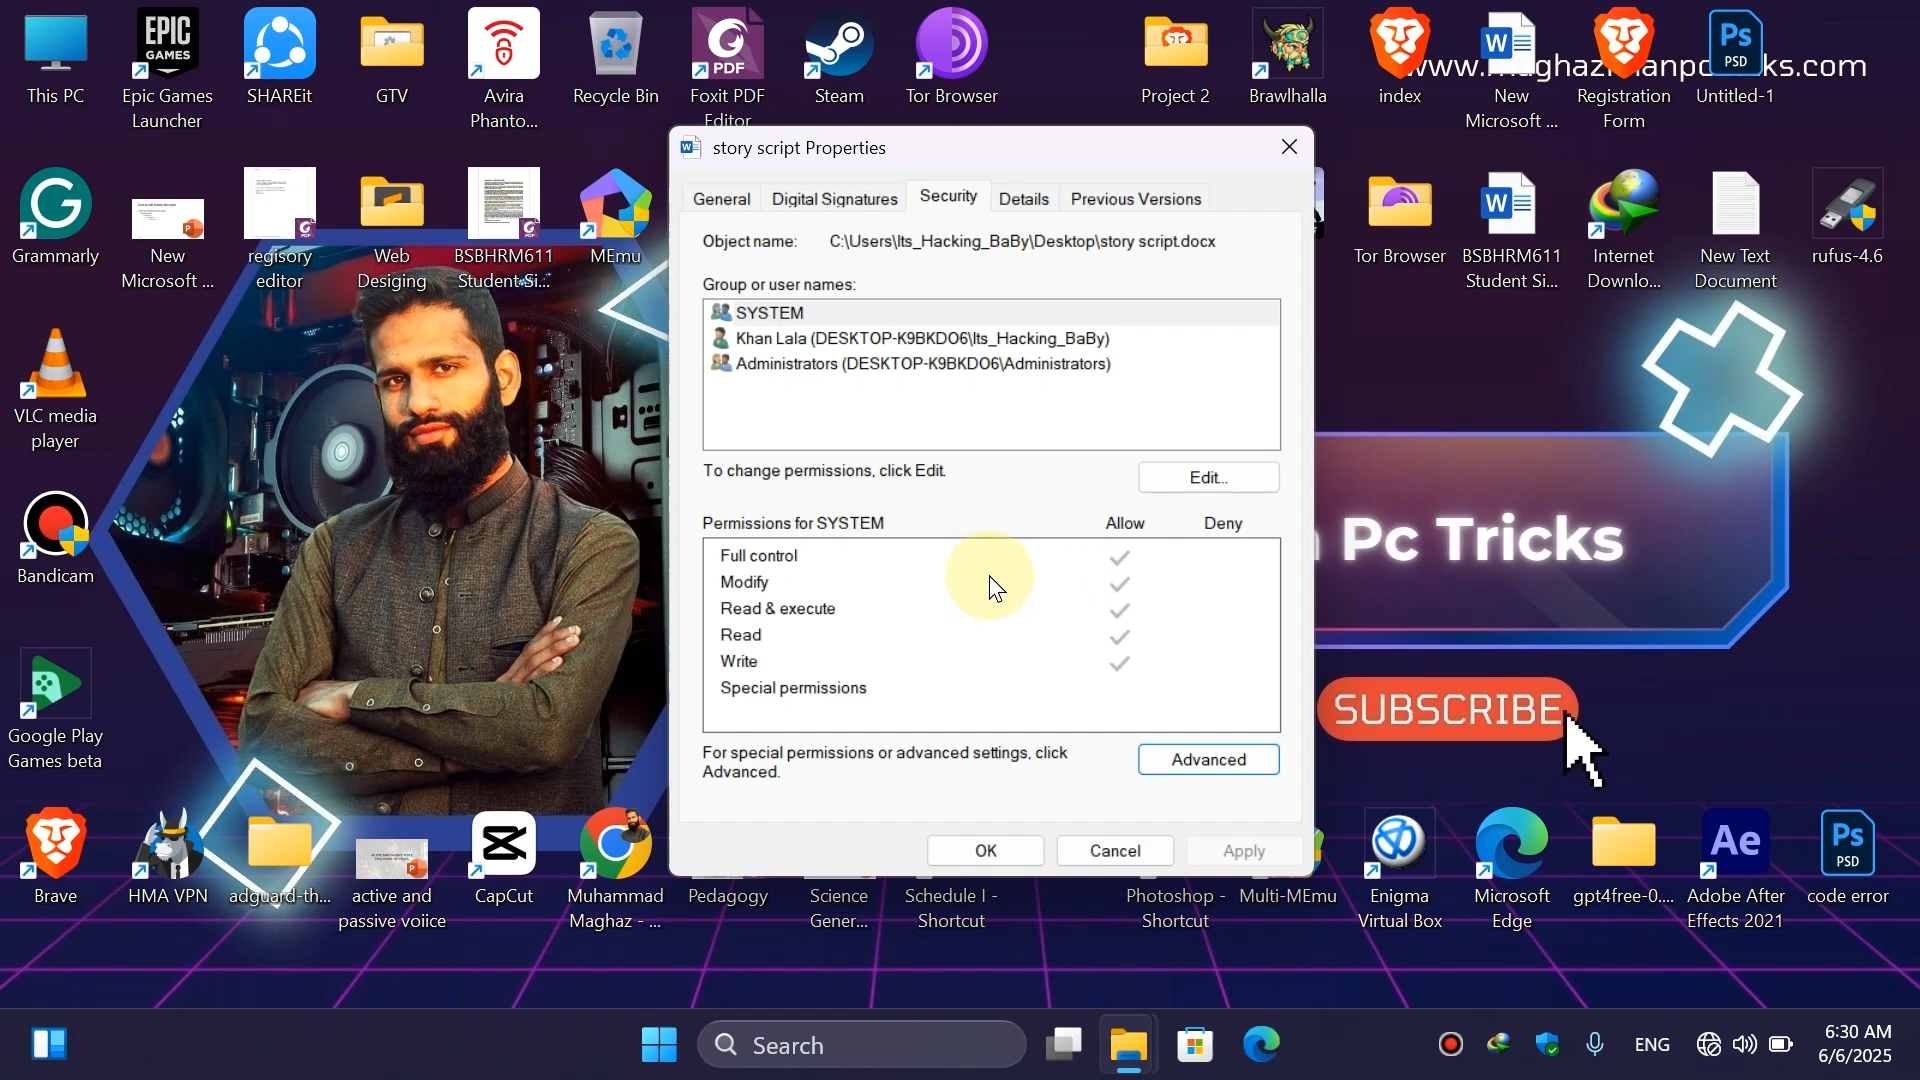 This PC
EPIC
GAMES
Epic Games
Launcher
SHAREit
GTV
Avira
Phanto...
Recycle Bin
PDF
Foxit PDF
Editor
Steam
Tor Browser
Project 2
Brawlhalla
index
New
Microsoft ...
Registration
Form
Ps
PSD
Untitled-1
Grammarly
New
Microsoft ...
regisory
editor
Web
Desiging
BSBHRM611
Student Si...
MEmu
Tor Browser
BSBHRM611
Student Si...
Internet
Downlo...
New Text
Document
rufus-4.6
VLC media
player
Bandicam
Google Play
Games beta
story script Properties
General
Digital Signatures
Security
Details
Previous Versions
Object name: C:\Users\Its_Hacking_BaBy\Desktop\story script.docx
Group or user names:
SYSTEM
Khan Lala (DESKTOP-K9BKDO6\Its_Hacking_BaBy)
Administrators (DESKTOP-K9BKDO6\Administrators)
To change permissions, click Edit.
Edit...
Permissions for SYSTEM Allow Deny
Full control
Modify
Read & execute
Read
Write
Special permissions
For special permissions or advanced settings, click
Advanced.
Advanced
OK
Cancel
Apply
Pc Tricks
SUBSCRIBE
Brave
HMA VPN
adguard-th...
active and
passive voiice
CapCut
Muhammad
Maghaz - ...
Pedagogy
Science
Gener...
Schedule I -
Shortcut
Photoshop -
Shortcut
Multi-MEmu
Enigma
Virtual Box
Microsoft
Edge
gpt4free-0....
Ae
Adobe After
Effects 2021
Ps
PSD
code error
Search
ENG
6:30 AM
6/6/2025